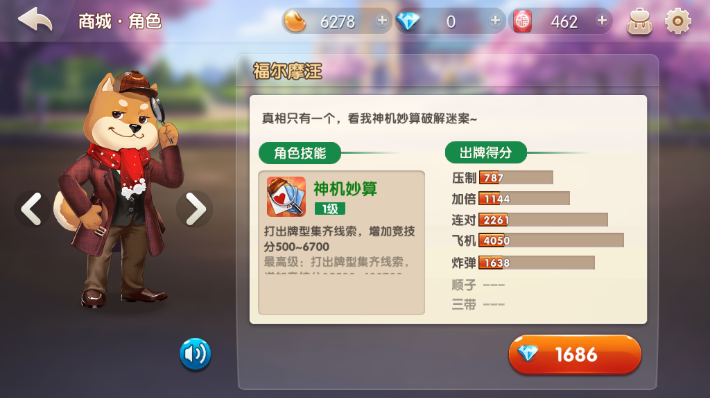 商城·角色
6278 + 0 + 462 +
福尔摩汪
真相只有一个，看我神机妙算破解迷案~
角色技能
神机妙算
1级
打出牌型集齐线索，增加竞技
分500~6700
最高级：打出牌型集齐线索，
出牌得分
压制 787
加倍 1144
连对 2261
飞机 4050
炸弹 1638
顺子 ---
三带 ---
1686